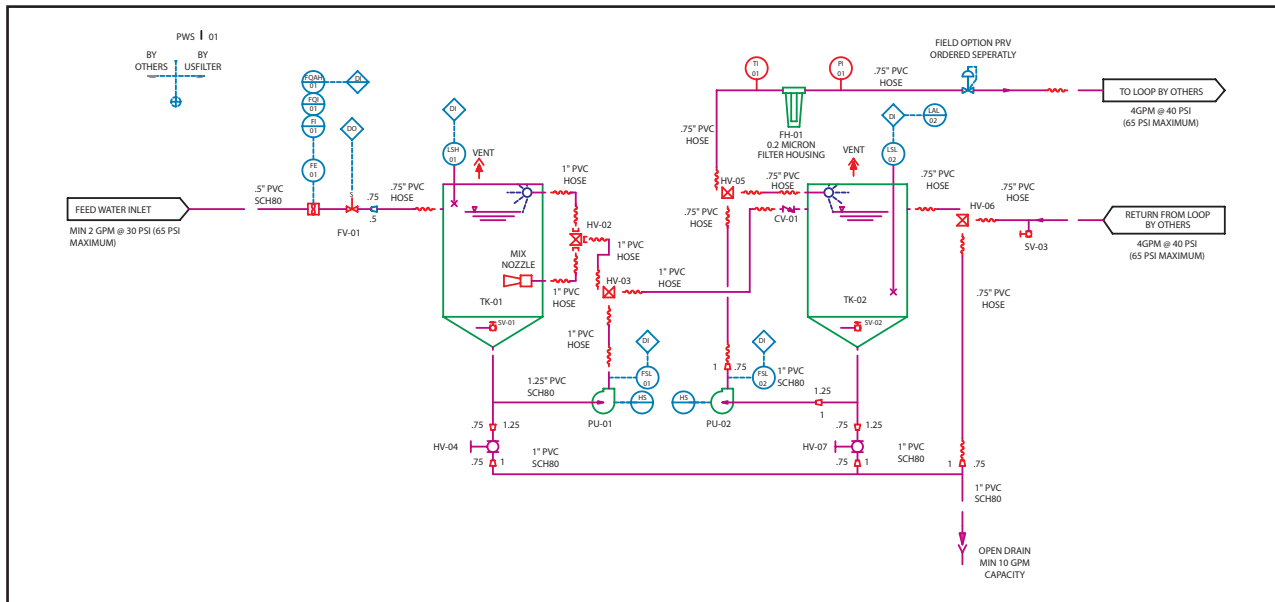 PWS 01
BY
OTHERS
BY
USFILTER
FQAH
01
DI
FQI
01
FI
01
DO
FE
01
.5" PVC
SCH80
FEED WATER INLET
MIN 2 GPM @ 30 PSI (65 PSI
MAXIMUM)
S
FV-01
.75
.5
.75" PVC
HOSE
DI
LSH
01
VENT
1" PVC
HOSE
HV-02
1" PVC
HOSE
MIX
NOZZLE
1" PVC
HOSE
HV-03
TK-01
SV-01
1" PVC
HOSE
1" PVC
HOSE
DI
FSL
01
HS
1.25" PVC
SCH80
PU-01
.75
1.25
HV-04
.75
1
1" PVC
SCH80
TI
01
PI
01
.75" PVC
HOSE
FH-01
0.2 MICRON
FILTER HOUSING
.75" PVC
HOSE
FIELD OPTION PRV
ORDERED SEPERATLY
TO LOOP BY OTHERS
4GPM @ 40 PSI
(65 PSI MAXIMUM)
DI
LAL
02
LSL
02
VENT
HV-05
.75" PVC
HOSE
.75" PVC
HOSE
CV-01
.75" PVC
HOSE
.75" PVC
HOSE
HV-06
SV-03
RETURN FROM LOOP
BY OTHERS
4GPM @ 40 PSI
(65 PSI MAXIMUM)
.75" PVC
HOSE
TK-02
SV-02
DI
1
.75
FSL
02
1" PVC
SCH80
HS
PU-02
1.25
1
.75
1.25
HV-07
.75
1
1" PVC
SCH80
1
.75
1" PVC
SCH80
OPEN DRAIN
MIN 10 GPM
CAPACITY